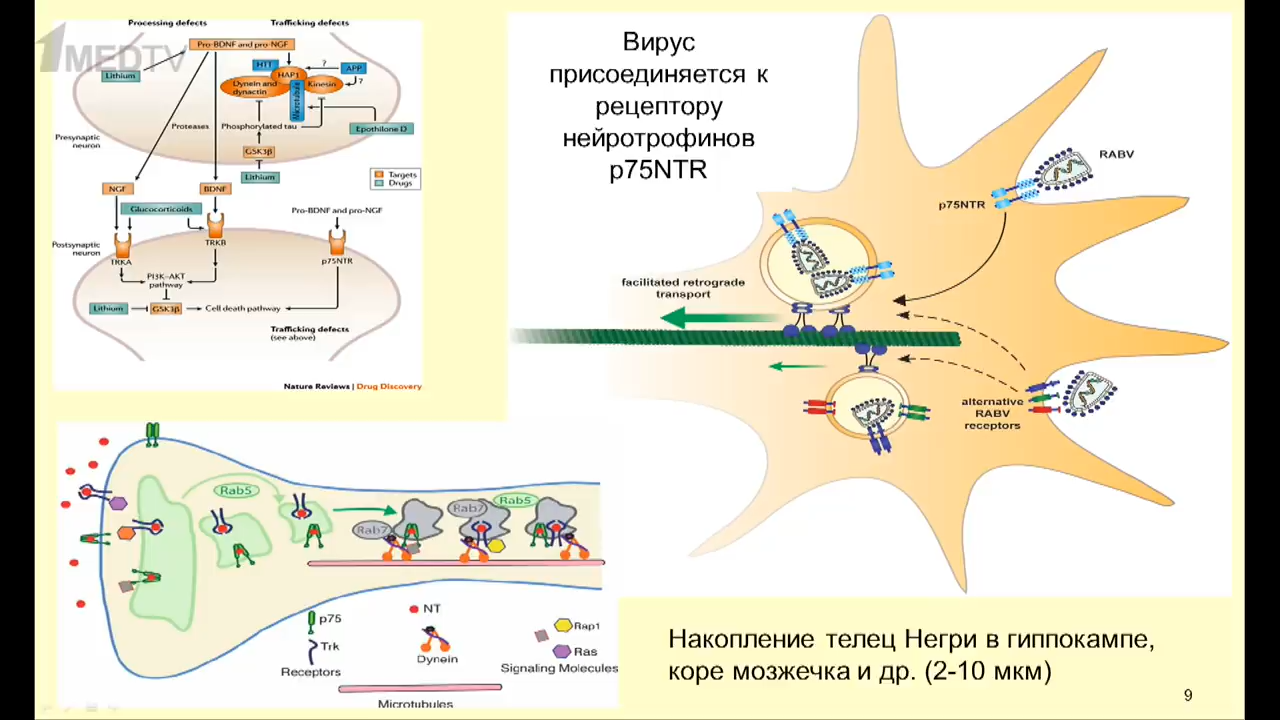 1MEDTV
Processing defects
Trafficking defects
Pro-BDNF and pro-NGF
Lithium
HTT
HAP1
APP
?
?
Dynein and
dynactin
Kinesin
Microtubule
Proteases
Phosphorylated tau
Epothilone D
Presynaptic
neuron
GSK3β
Lithium
Targets
Drugs
NGF
BDNF
Glucocorticoids
Pro-BDNF and pro-NGF
Postsynaptic
neuron
TRKA
TRKB
p75NTR
PI3K–AKT
pathway
Lithium
GSK3β
Cell death pathway
Trafficking defects
(see above)
Nature Reviews | Drug Discovery
Вирус
присоединяется к
рецептору
нейротрофинов
p75NTR
RABV
p75NTR
facilitated retrograde
transport
alternative
RABV
receptors
Rab5
Rab7
Rab7
Rab5
p75
Trk
Receptors
NT
Dynein
Rap1
Ras
Signaling Molecules
Microtubules
Накопление телец Негри в гиппокампе,
коре мозжечка и др. (2-10 мкм)
9